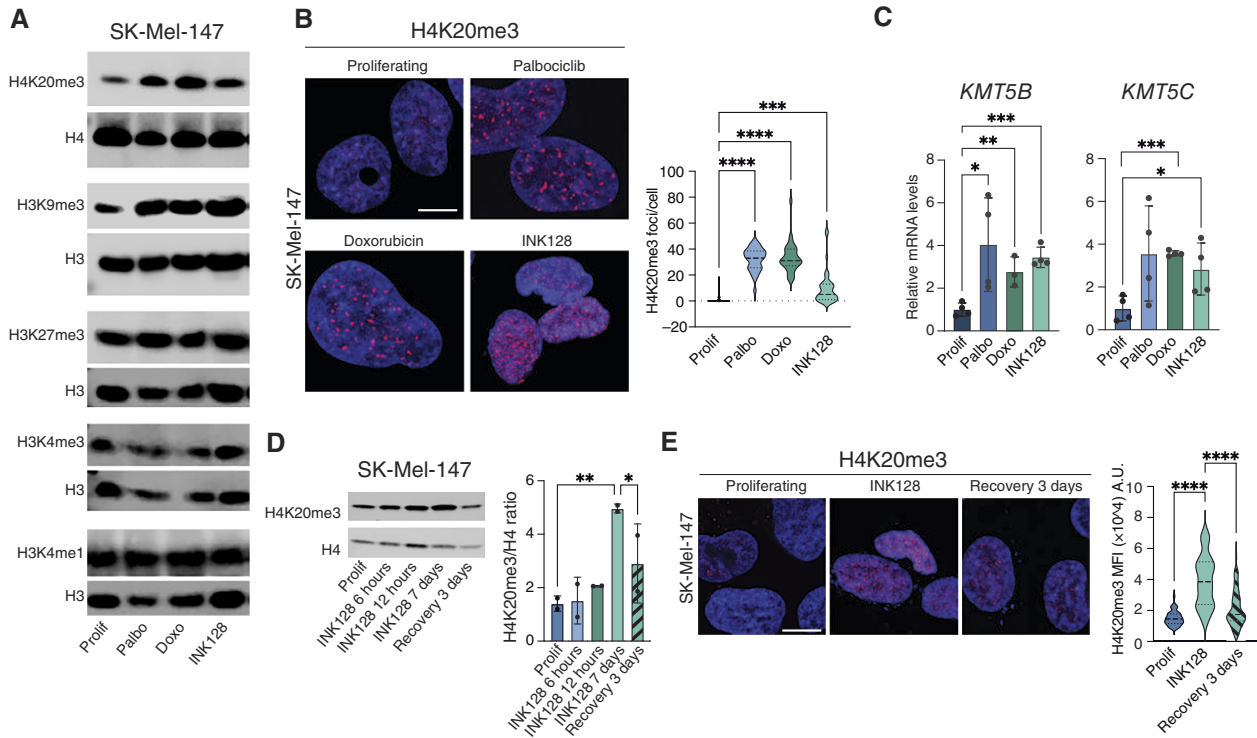 A
SK-Mel-147
H4K20me3
H4
H3K9me3
H3
H3K27me3
H3
H3K4me3
H3
H3K4me1
H3
Prolif
Palbo
Doxo
INK128
B
H4K20me3
Proliferating
Palbociclib
SK-Mel-147
Doxorubicin
INK128
***
****
****
H4K20me3 foci/cell
100
80
60
40
20
0
−20
Prolif
Palbo
Doxo
INK128
C
KMT5B
***
**
*
Relative mRNA levels
8
6
4
2
0
Prolif
Palbo
Doxo
INK128
KMT5C
***
*
8
6
4
2
0
Prolif
Palbo
Doxo
INK128
D
SK-Mel-147
H4K20me3
H4
Prolif
INK128 6 hours
INK128 12 hours
INK128 7 days
Recovery 3 days
** *
H4K20me3/H4 ratio
6
4
2
0
Prolif
INK128 6 hours
INK128 12 hours
INK128 7 days
Recovery 3 days
E
H4K20me3
Proliferating
INK128
Recovery 3 days
SK-Mel-147
****
****
H4K20me3 MFI (×10^4) A.U.
10
8
6
4
2
0
Prolif
INK128
Recovery 3 days